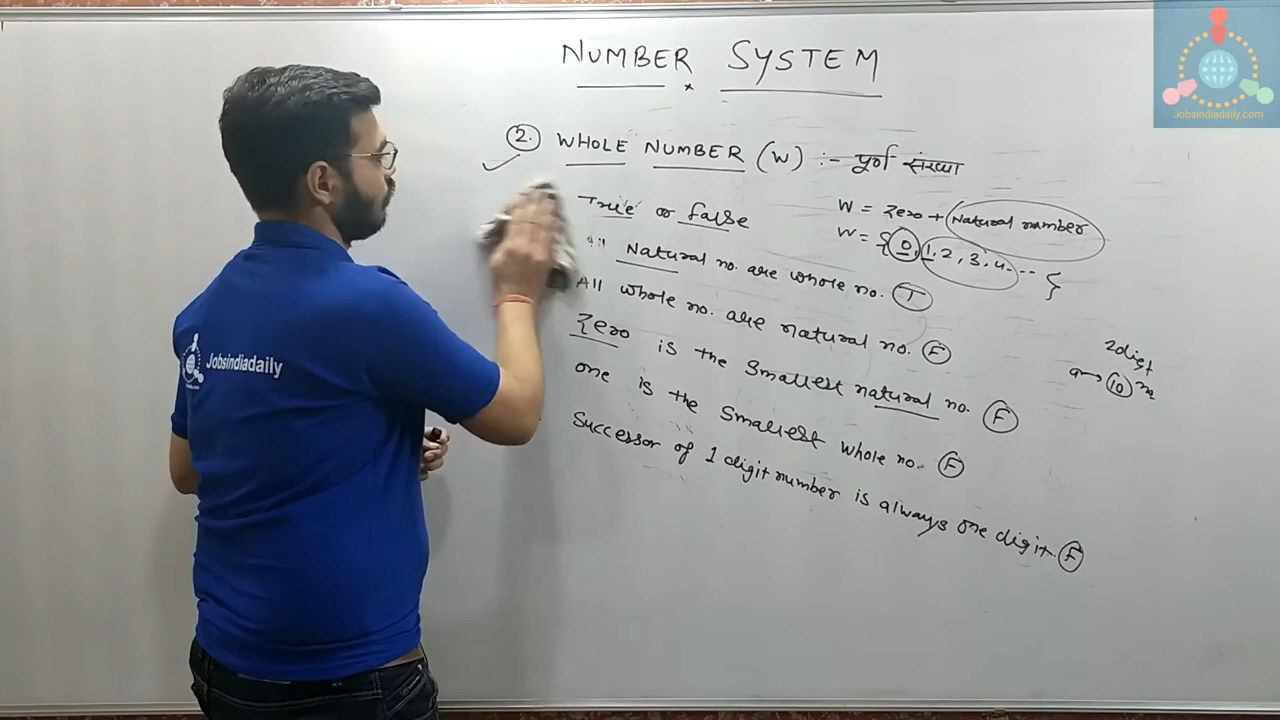 NUMBER SYSTEM
2. WHOLE NUMBER (W) :- पूर्ण संख्या
True or false
W = Zero + Natural number
W = {0, 1, 2, 3, 4, -- }
All Natural no. are whole no. T
All whole no. are natural no. F
Zero is the smallest natural no. F
one is the smallest whole no. F
Successor of 1 digit number is always one digit. F
2 digit
10
Jobsindiadaily
Jobsindiadaily.com